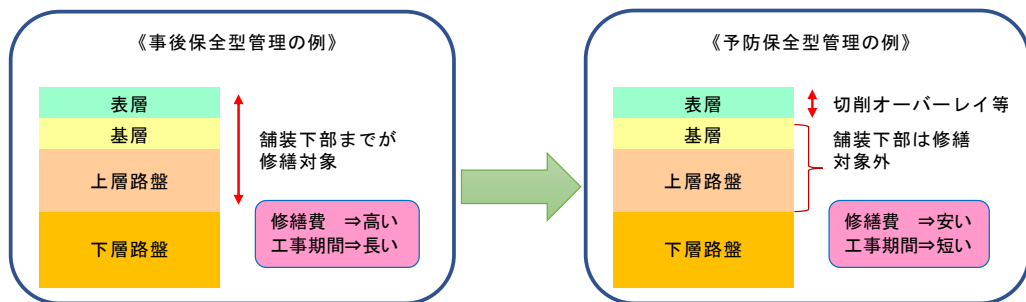 《事後保全型管理の例》
表層
基層
上層路盤
下層路盤
舗装下部までが
修繕対象
修繕費　⇒高い
工事期間⇒長い
《予防保全型管理の例》
表層
基層
上層路盤
下層路盤
切削オーバーレイ等
舗装下部は修繕
対象外
修繕費　⇒安い
工事期間⇒短い